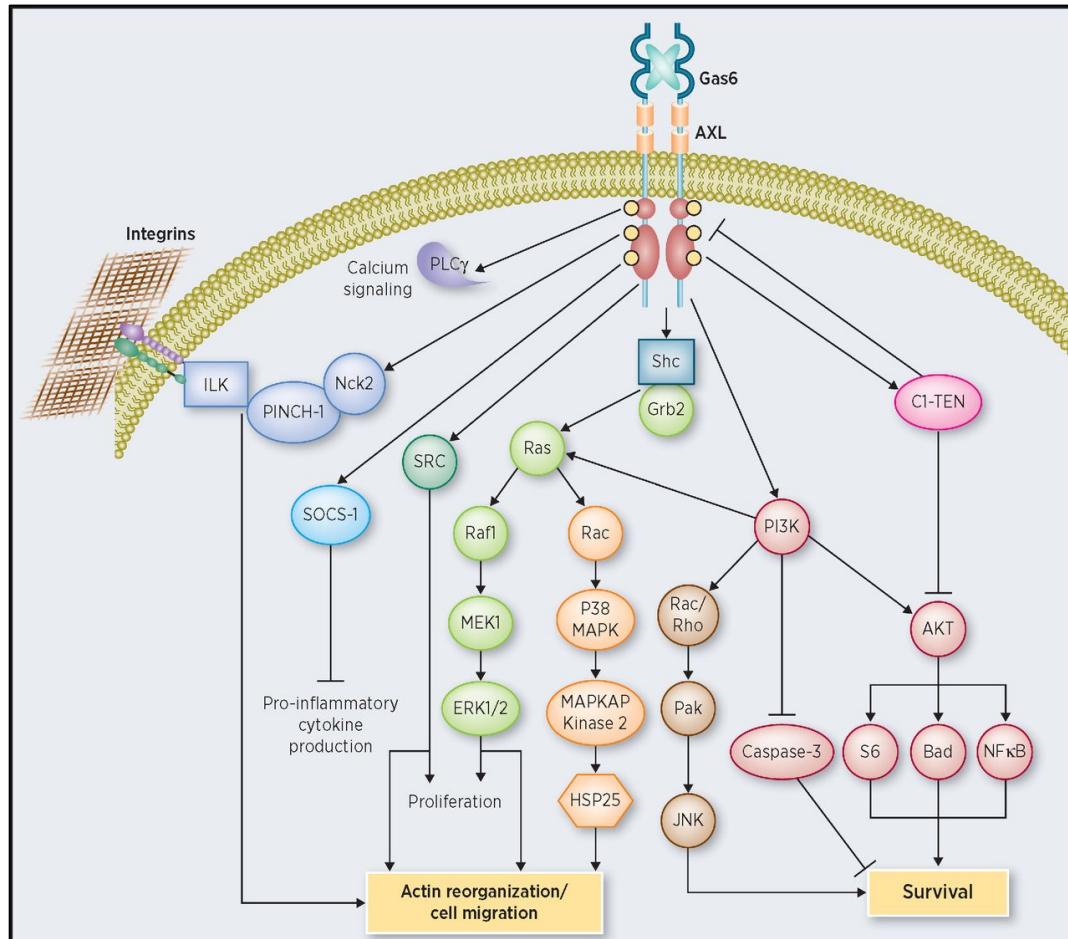 Gas6
AXL
Integrins
Calcium
signaling
PLCγ
ILK
PINCH-1
Nck2
Shc
Grb2
C1-TEN
SRC
Ras
SOCS-1
Raf1
Rac
PI3K
MEK1
P38
MAPK
Rac/
Rho
AKT
Pro-inflammatory
cytokine
production
ERK1/2
MAPKAP
Kinase 2
Pak
Caspase-3
S6
Bad
NFκB
Proliferation
HSP25
JNK
Actin reorganization/
cell migration
Survival